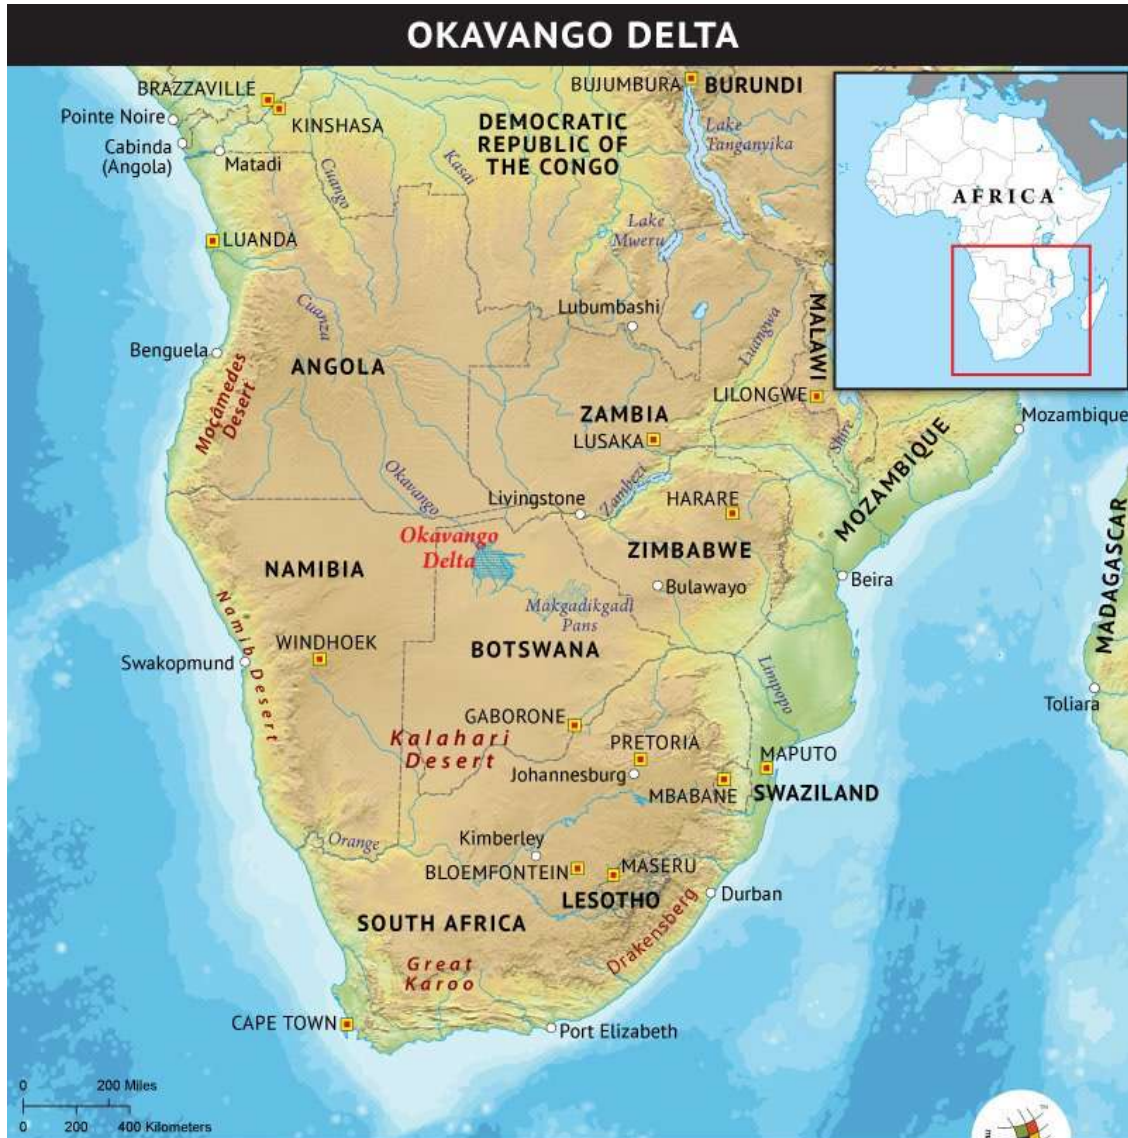 OKAVANGO DELTA
BRAZZAVILLE
BUJUMBURA
BURUNDI
Pointe Noire
KINSHASA
DEMOCRATIC
REPUBLIC OF
THE CONGO
Lake
Tanganyika
Cabinda
(Angola)
Matadi
Cuango
Kasai
AFRICA
LUANDA
Lake
Mweru
Cuanza
Lubumbashi
Luangwa
MALAWI
Benguela
ANGOLA
Moçâmedes
Desert
LILONGWE
ZAMBIA
LUSAKA
Shire
Mozambique
MOZAMBIQUE
Okavango
Livingstone
Zambezi
HARARE
Okavango
Delta
ZIMBABWE
MADAGASCAR
NAMIBIA
Bulawayo
Beira
Makgadikgadi
Pans
Namib Desert
WINDHOEK
BOTSWANA
Swakopmund
Limpopo
Toliara
GABORONE
Kalahari
Desert
PRETORIA
MAPUTO
Johannesburg
MBABANE
SWAZILAND
Orange
Kimberley
BLOEMFONTEIN
MASERU
LESOTHO
Durban
SOUTH AFRICA
Drakensberg
Great
Karoo
CAPE TOWN
Port Elizabeth
0 200 Miles
0 200 400 Kilometers